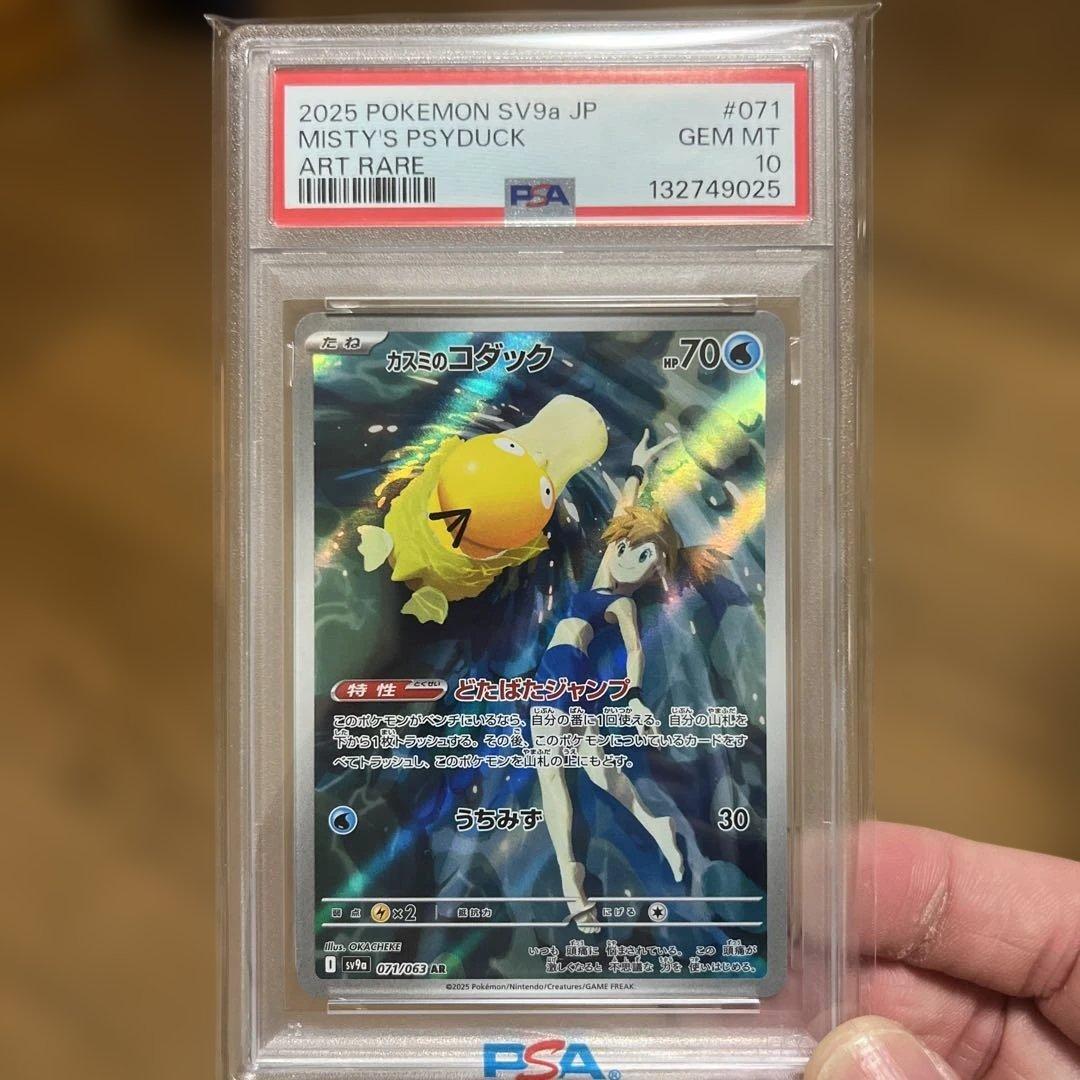 2025 POKEMON SV9a JP #071
MISTY'S PSYDUCK GEM MT
ART RARE 10
PSA 132749025
たね カスミのコダック HP70
特性 とくせい どたばたジャンプ
このポケモンがベンチにいるなら、自分の番に1回使える。自分の山札を
下から1枚トラッシュする。その後、このポケモンについているカードをす
べてトラッシュし、このポケモンを山札の上にもどす。
うちみず 30
弱点 ×2 抵抗力 にげる
Illus. OKACHEKE
いつも 頭痛に 悩まされている。この 頭痛が
激しくなると 不思議な 力を 使いはじめる。
sv9a 071/063 AR
©2025 Pokémon/Nintendo/Creatures/GAME FREAK
PSA®